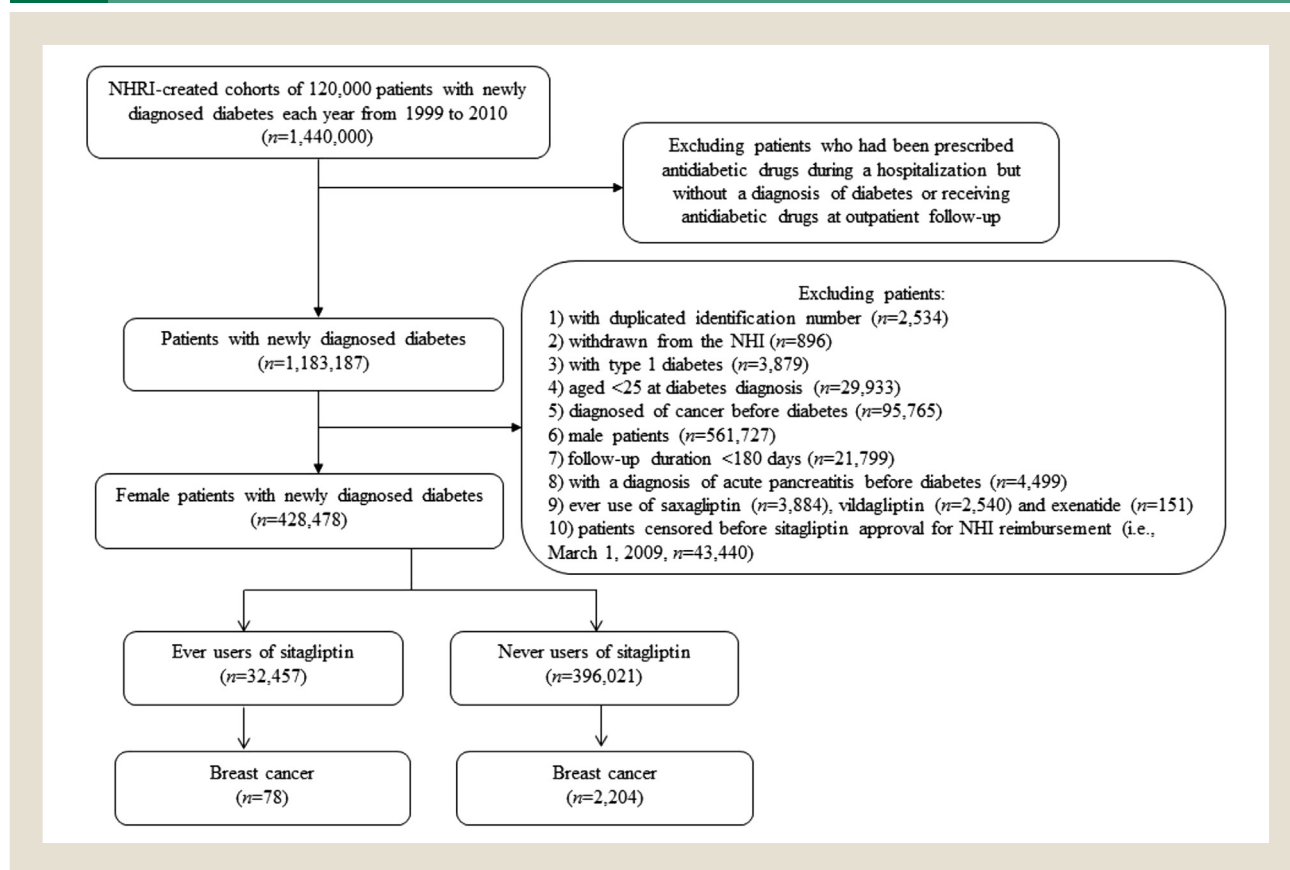 NHRI-created cohorts of 120,000 patients with newly
diagnosed diabetes each year from 1999 to 2010
(n=1,440,000)
Excluding patients who had been prescribed
antidiabetic drugs during a hospitalization but
without a diagnosis of diabetes or receiving
antidiabetic drugs at outpatient follow-up
Patients with newly diagnosed diabetes
(n=1,183,187)
Excluding patients:
1) with duplicated identification number (n=2,534)
2) withdrawn from the NHI (n=896)
3) with type 1 diabetes (n=3,879)
4) aged <25 at diabetes diagnosis (n=29,933)
5) diagnosed of cancer before diabetes (n=95,765)
6) male patients (n=561,727)
7) follow-up duration <180 days (n=21,799)
8) with a diagnosis of acute pancreatitis before diabetes (n=4,499)
9) ever use of saxagliptin (n=3,884), vildagliptin (n=2,540) and exenatide (n=151)
10) patients censored before sitagliptin approval for NHI reimbursement (i.e.,
March 1, 2009, n=43,440)
Female patients with newly diagnosed diabetes
(n=428,478)
Ever users of sitagliptin
(n=32,457)
Never users of sitagliptin
(n=396,021)
Breast cancer
(n=78)
Breast cancer
(n=2,204)